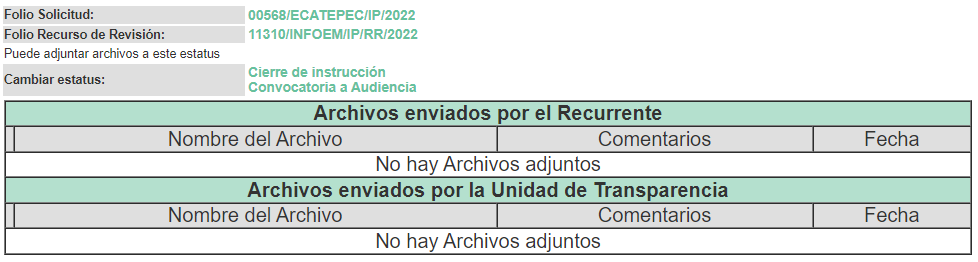 Folio Solicitud: 00568/ECATEPEC/IP/2022
Folio Recurso de Revisión: 11310/INFOEM/IP/RR/2022
Puede adjuntar archivos a este estatus
Cambiar estatus: Cierre de instrucción
Convocatoria a Audiencia
Archivos enviados por el Recurrente
Nombre del Archivo Comentarios Fecha
No hay Archivos adjuntos
Archivos enviados por la Unidad de Transparencia
Nombre del Archivo Comentarios Fecha
No hay Archivos adjuntos